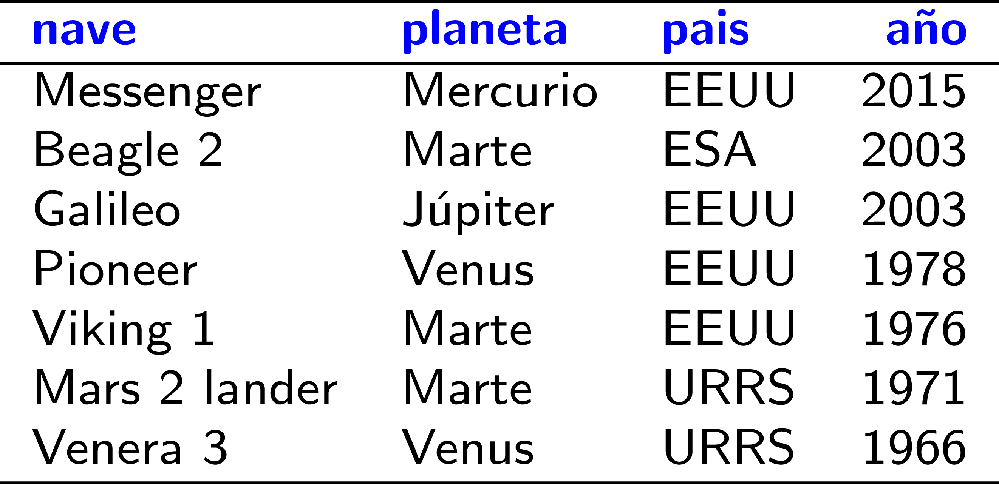 nave planeta pais año
Messenger Mercurio EEUU 2015
Beagle 2 Marte ESA 2003
Galileo Júpiter EEUU 2003
Pioneer Venus EEUU 1978
Viking 1 Marte EEUU 1976
Mars 2 lander Marte URRS 1971
Venera 3 Venus URRS 1966